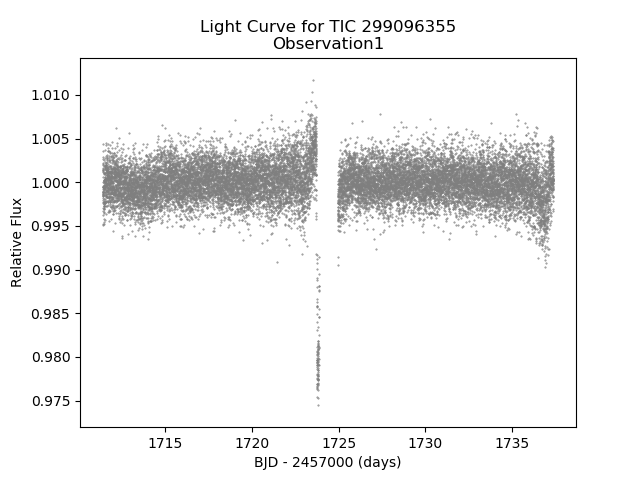 Light Curve for TIC 299096355
Observation1
1.010
1.005
1.000
0.995
0.990
0.985
0.980
0.975
Relative Flux
1715 1720 1725 1730 1735
BJD - 2457000 (days)